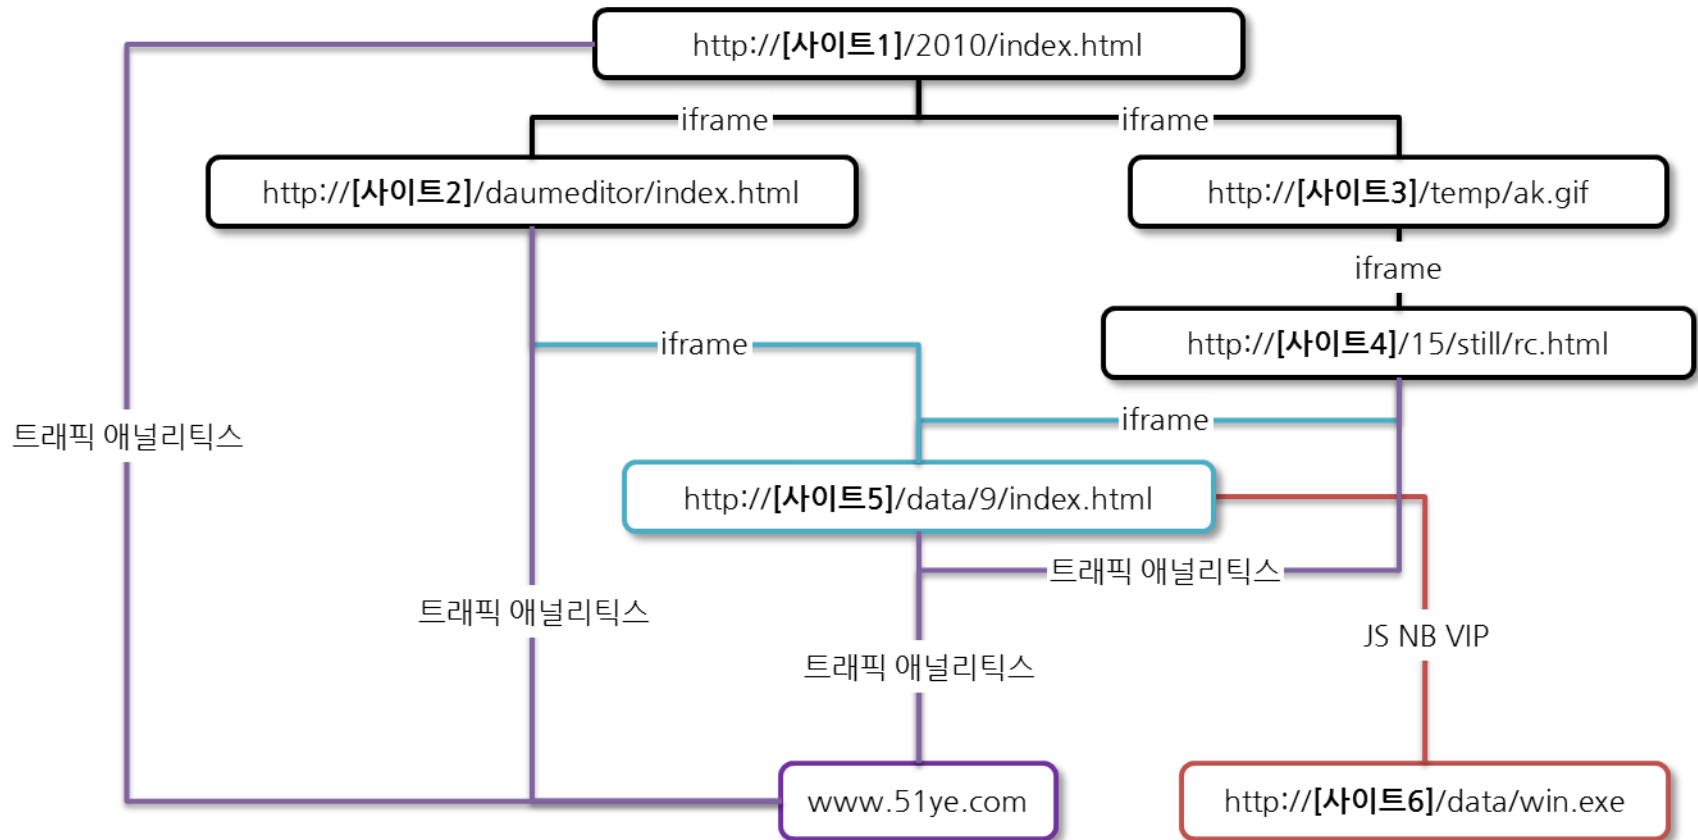 http://[사이트1]/2010/index.html
iframe
iframe
http://[사이트2]/daumeditor/index.html
http://[사이트3]/temp/ak.gif
iframe
iframe
http://[사이트4]/15/still/rc.html
iframe
트래픽 애널리틱스
http://[사이트5]/data/9/index.html
트래픽 애널리틱스
트래픽 애널리틱스
JS NB VIP
트래픽 애널리틱스
www.51ye.com
http://[사이트6]/data/win.exe